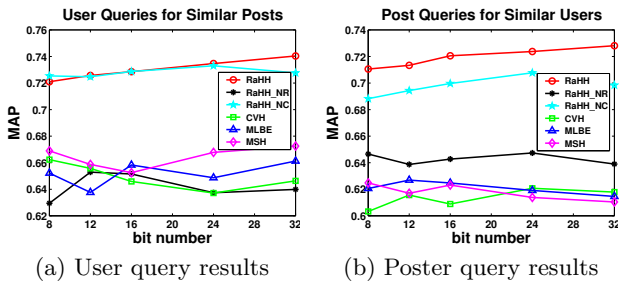 User Queries for Similar Posts
0.76
0.74
0.72
0.7
0.68
0.66
0.64
0.62
MAP
RaHH
RaHH_NR
RaHH_NC
CVH
MLBE
MSH
8 12 16 20 24 28 32
bit number
(a) User query results
Post Queries for Similar Users
0.74
0.72
0.7
0.68
0.66
0.64
0.62
0.6
MAP
RaHH
RaHH_NR
RaHH_NC
CVH
MLBE
MSH
8 12 16 20 24 28 32
bit number
(b) Poster query results